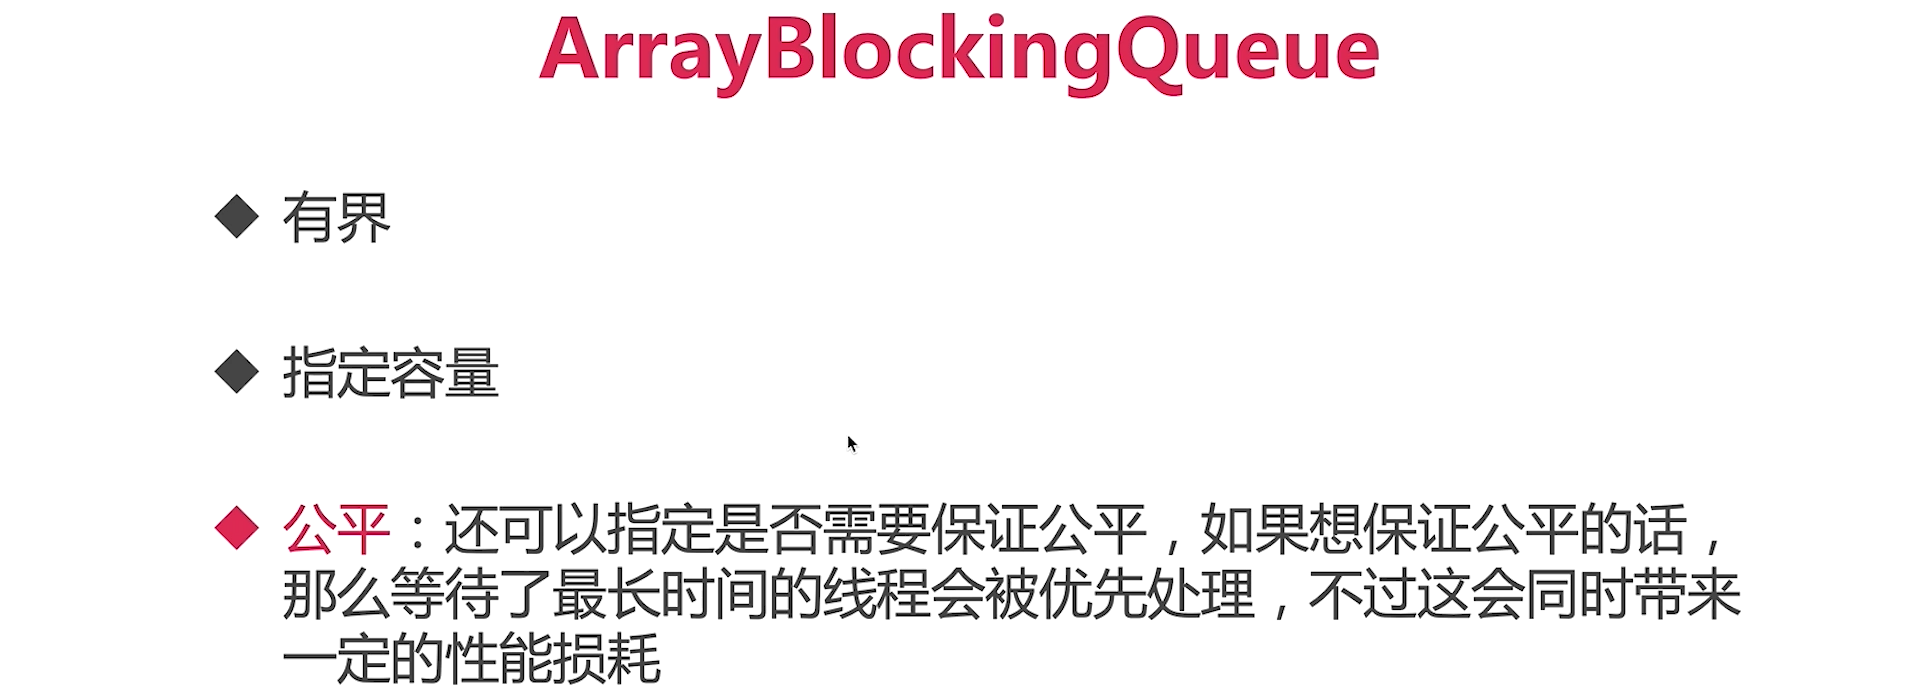 ArrayBlockingQueue
有界
指定容量
公平：还可以指定是否需要保证公平，如果想保证公平的话，
那么等待了最长时间的线程会被优先处理，不过这会同时带来
一定的性能损耗